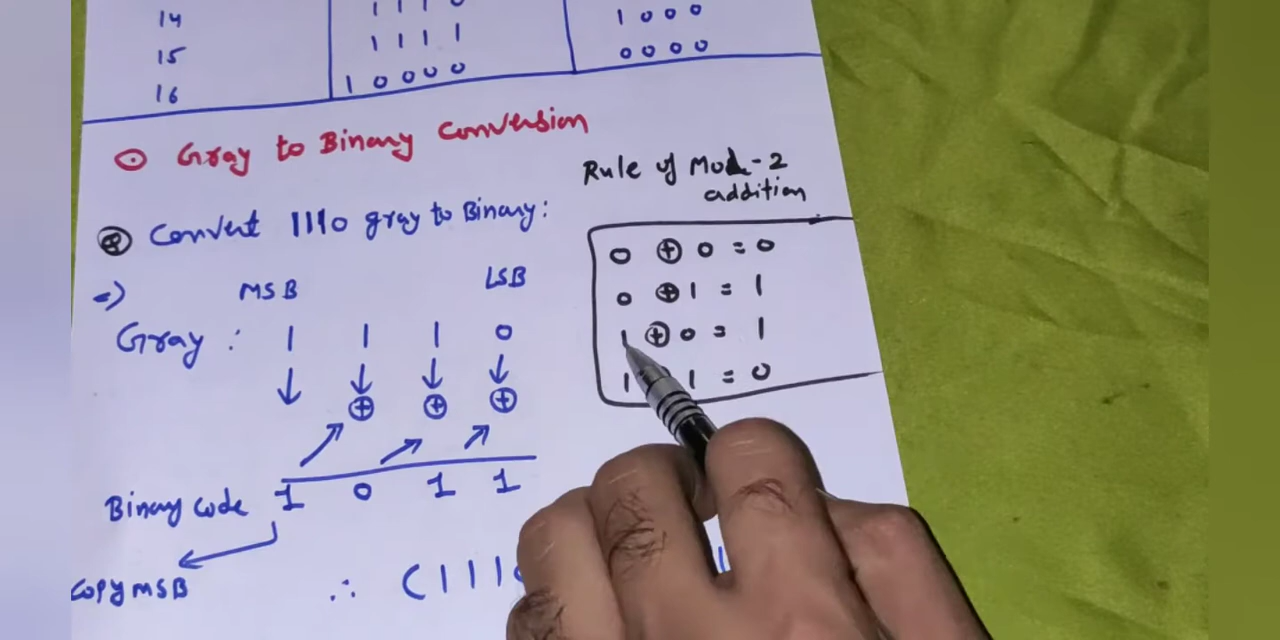 14 1 1 1 0 1 0 0 0
15 1 1 1 1 0 0 0 0
16 1 0 0 0 0
⊙ Gray to Binary Conversion
Rule of Mod-2
addition
Convert 1110 gray to Binary:
0 ⊕ 0 = 0
0 ⊕ 1 = 1
1 ⊕ 0 = 1
1 1 = 0
=> MSB LSB
Gray : 1 1 1 0
↓ ↓ ↓ ↓
⊕ ⊕ ⊕
Binary Code 1 0 1 1
Copy MSB
∴ (111